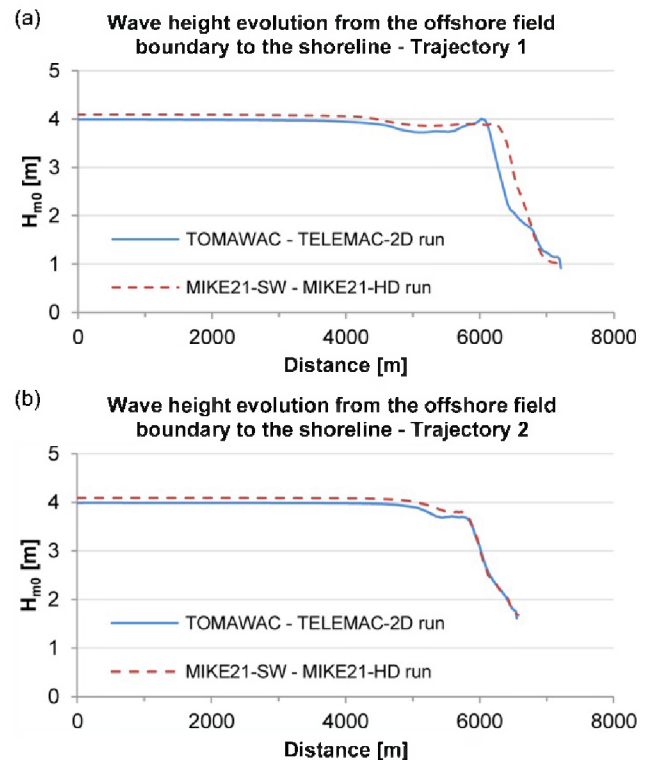 (a)
Wave height evolution from the offshore field
boundary to the shoreline - Trajectory 1
5
4
3
2
1
0
Hm0 [m]
TOMAWAC - TELEMAC-2D run
MIKE21-SW - MIKE21-HD run
0 2000 4000 6000 8000
Distance [m]
(b)
Wave height evolution from the offshore field
boundary to the shoreline - Trajectory 2
5
4
3
2
1
0
Hm0 [m]
TOMAWAC - TELEMAC-2D run
MIKE21-SW - MIKE21-HD run
0 2000 4000 6000 8000
Distance [m]